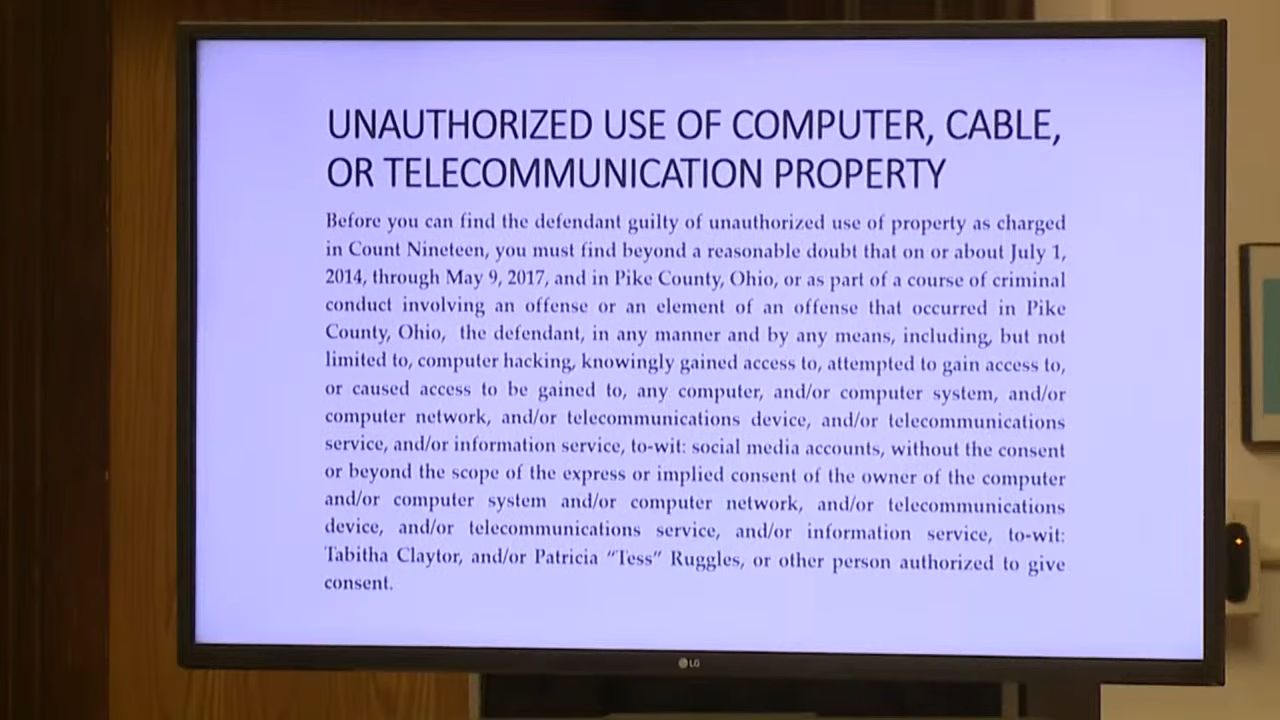 UNAUTHORIZED USE OF COMPUTER, CABLE,
OR TELECOMMUNICATION PROPERTY
Before you can find the defendant guilty of unauthorized use of property as charged
in Count Nineteen, you must find beyond a reasonable doubt that on or about July 1,
2014, through May 9, 2017, and in Pike County, Ohio, or as part of a course of criminal
conduct involving an offense or an element of an offense that occurred in Pike
County, Ohio, the defendant, in any manner and by any means, including, but not
limited to, computer hacking, knowingly gained access to, attempted to gain access to,
or caused access to be gained to, any computer, and/or computer system, and/or
computer network, and/or telecommunications device, and/or telecommunications
service, and/or information service, to-wit: social media accounts, without the consent
or beyond the scope of the express or implied consent of the owner of the computer
and/or computer system and/or computer network, and/or telecommunications
device, and/or telecommunications service, and/or information service, to-wit:
Tabitha Claytor, and/or Patricia “Tess” Ruggles, or other person authorized to give
consent.
LG